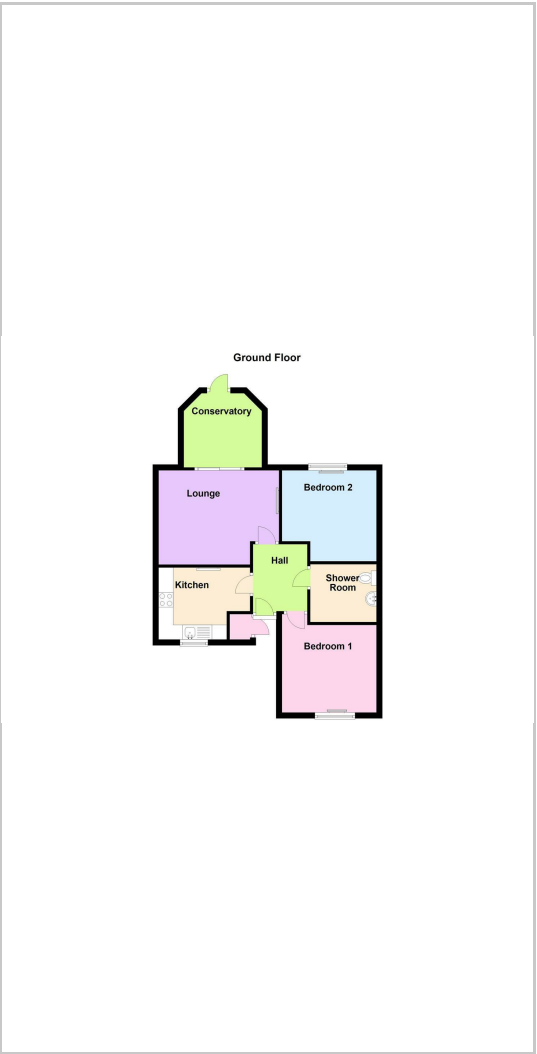 Ground Floor
Conservatory
Lounge
Bedroom 2
Hall
Kitchen
Shower
Room
Bedroom 1